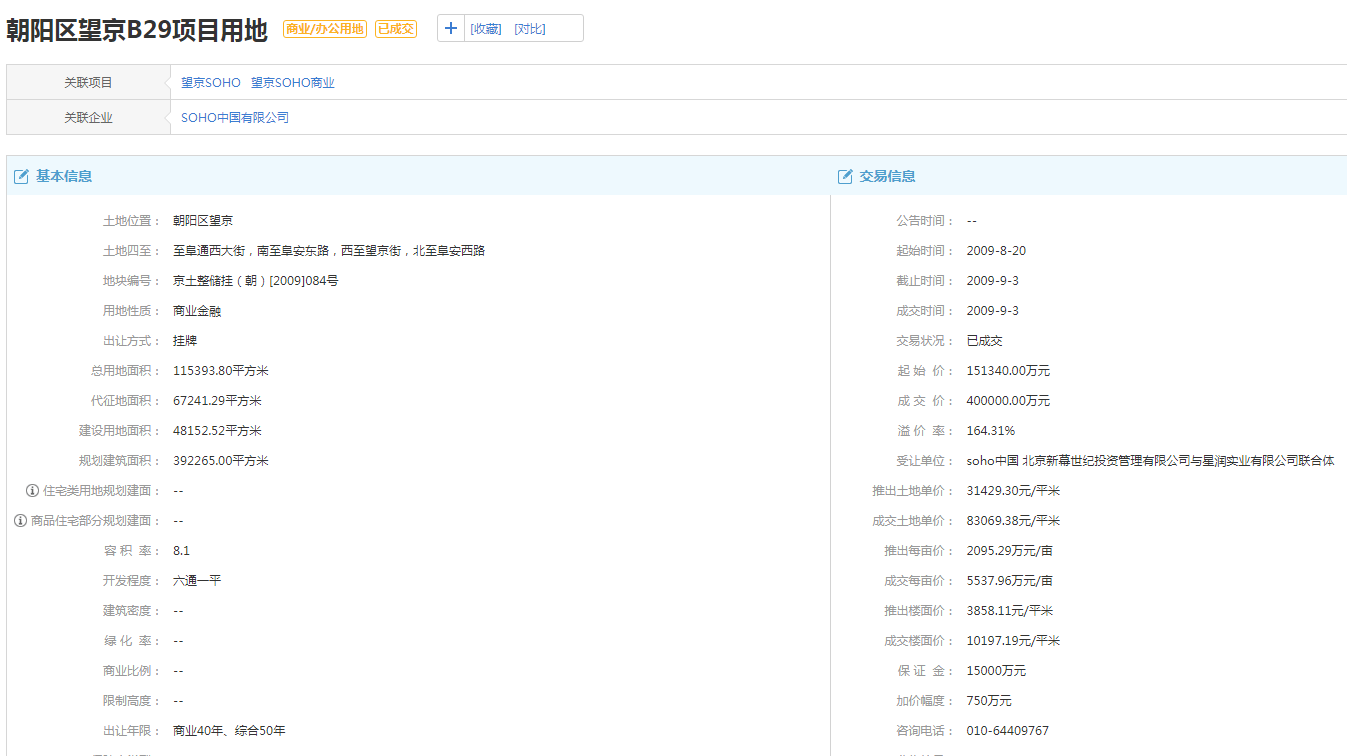 朝阳区望京B29项目用地 商业/办公用地 已成交 + [收藏] [对比]
关联项目 望京SOHO 望京SOHO商业
关联企业 SOHO中国有限公司
基本信息
土地位置： 朝阳区望京
土地四至： 至阜通西大街，南至阜安东路，西至望京街，北至阜安西路
地块编号： 京土整储挂（朝）[2009]084号
用地性质： 商业金融
出让方式： 挂牌
总用地面积： 115393.80平方米
代征地面积： 67241.29平方米
建设用地面积： 48152.52平方米
规划建筑面积： 392265.00平方米
住宅类用地规划建面： --
商品住宅部分规划建面： --
容 积 率： 8.1
开发程度： 六通一平
建筑密度： --
绿 化 率： --
商业比例： --
限制高度： --
出让年限： 商业40年、综合50年
交易信息
公告时间： --
起始时间： 2009-8-20
截止时间： 2009-9-3
成交时间： 2009-9-3
交易状况： 已成交
起 始 价： 151340.00万元
成 交 价： 400000.00万元
溢 价 率： 164.31%
受让单位： soho中国 北京新幕世纪投资管理有限公司与星润实业有限公司联合体
推出土地单价： 31429.30元/平米
成交土地单价： 83069.38元/平米
推出每亩价： 2095.29万元/亩
成交每亩价： 5537.96万元/亩
推出楼面价： 3858.11元/平米
成交楼面价： 10197.19元/平米
保 证 金： 15000万元
加价幅度： 750万元
咨询电话： 010-64409767